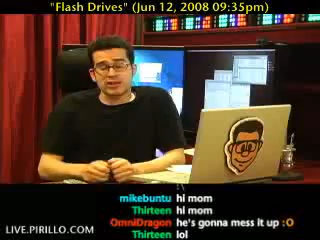 "Flash Drives" (Jun 12, 2008 09:35pm)
mikebuntu hi mom
Thirteen hi mom
OmniDragon he's gonna mess it up :O
LIVE.PIRILLO.COM Thirteen lol